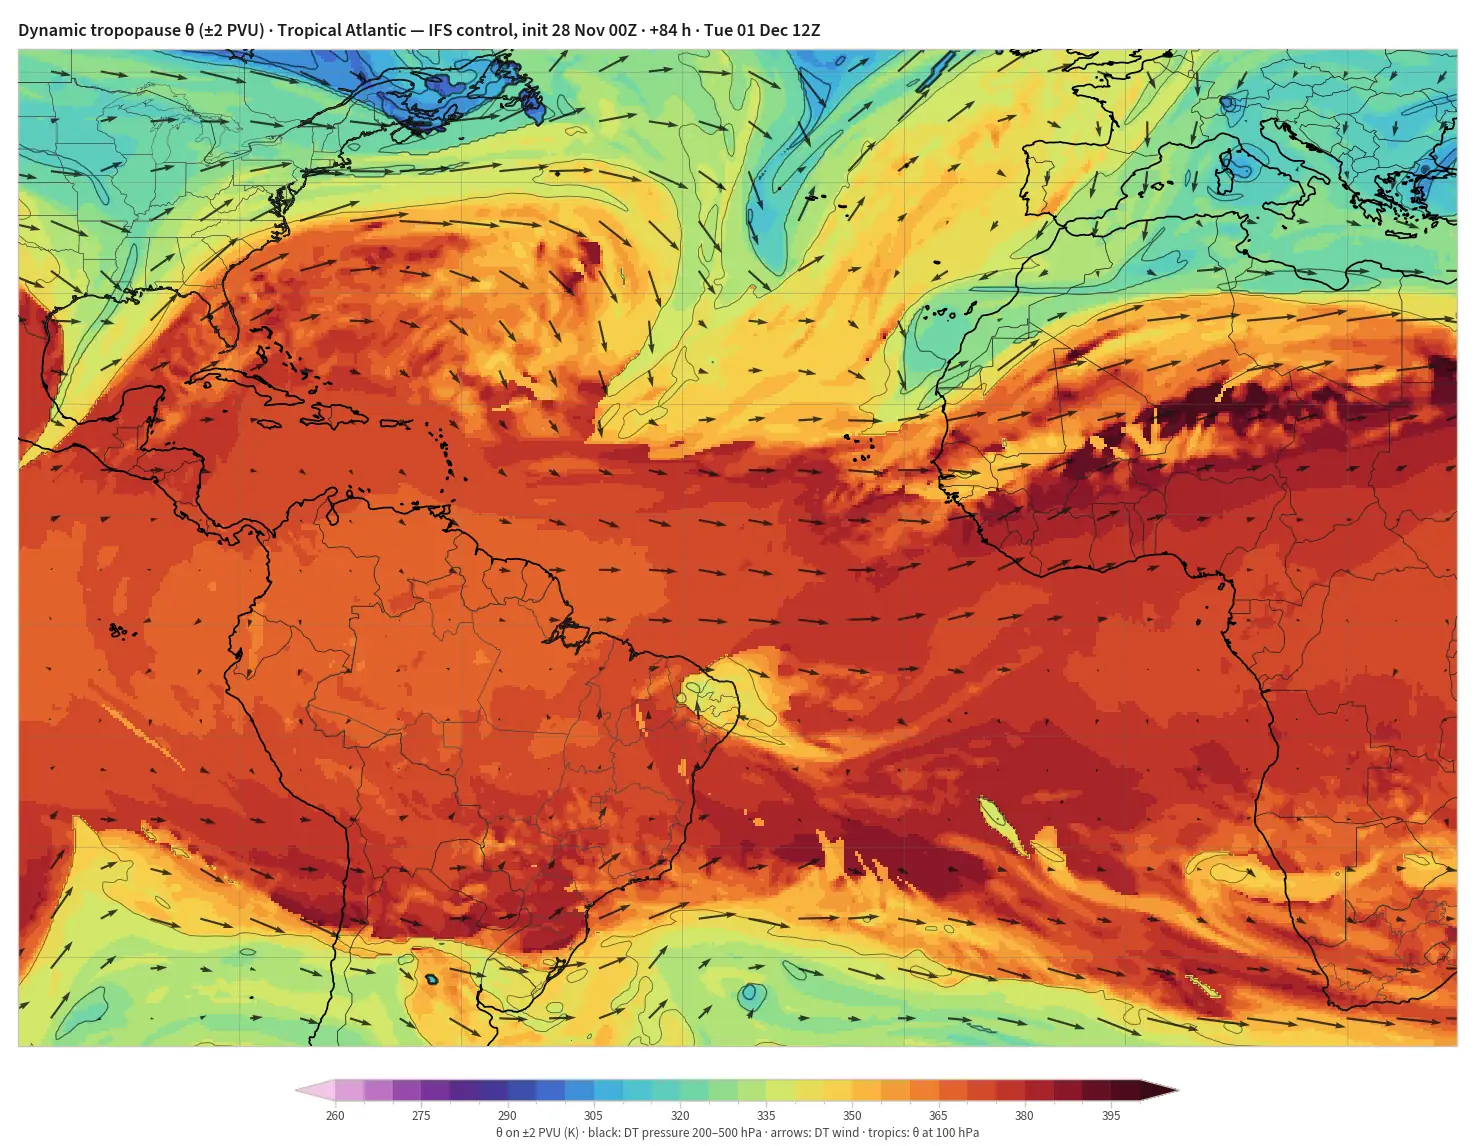 Dynamic tropopause θ (±2 PVU) · Tropical Atlantic — IFS control, init 28 Nov 00Z · +84 h · Tue 01 Dec 12Z
260 275 290 305 320 335 350 365 380 395
θ on ±2 PVU (K) · black: DT pressure 200–500 hPa · arrows: DT wind · tropics: θ at 100 hPa